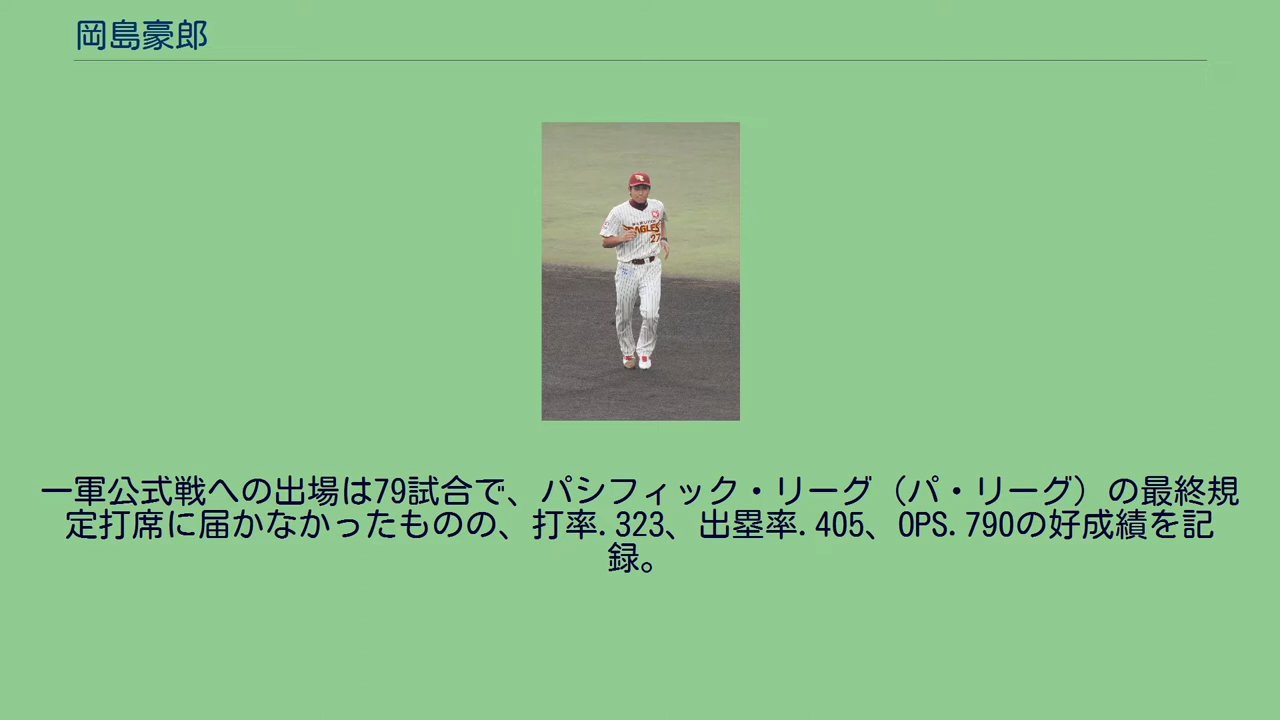 岡島豪郎
EAGLES
27
一軍公式戦への出場は79試合で、パシフィック・リーグ（パ・リーグ）の最終規
定打席に届かなかったものの、打率.323、出塁率.405、OPS.790の好成績を記
録。